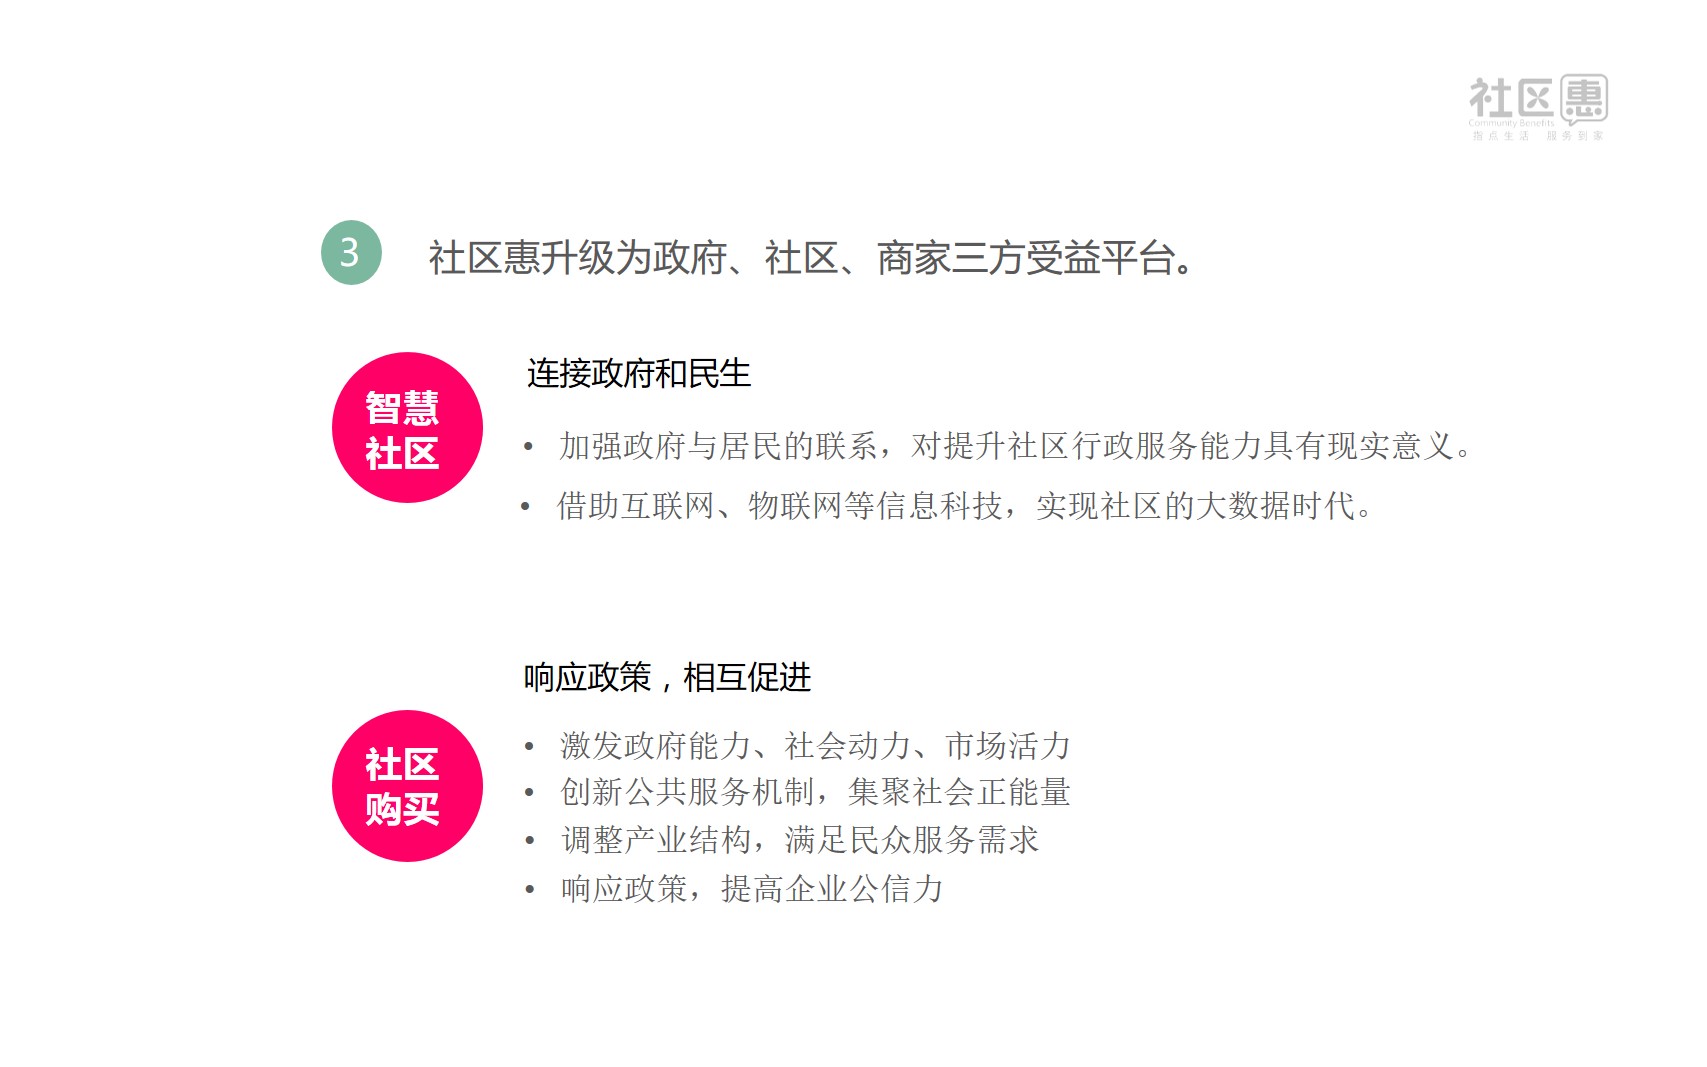 社区惠
Community Benefits
指点生活 服务到家
3
社区惠升级为政府、社区、商家三方受益平台。
智慧
社区
连接政府和民生
• 加强政府与居民的联系，对提升社区行政服务能力具有现实意义。
• 借助互联网、物联网等信息科技，实现社区的大数据时代。
响应政策，相互促进
社区
购买
• 激发政府能力、社会动力、市场活力
• 创新公共服务机制，集聚社会正能量
• 调整产业结构，满足民众服务需求
• 响应政策，提高企业公信力